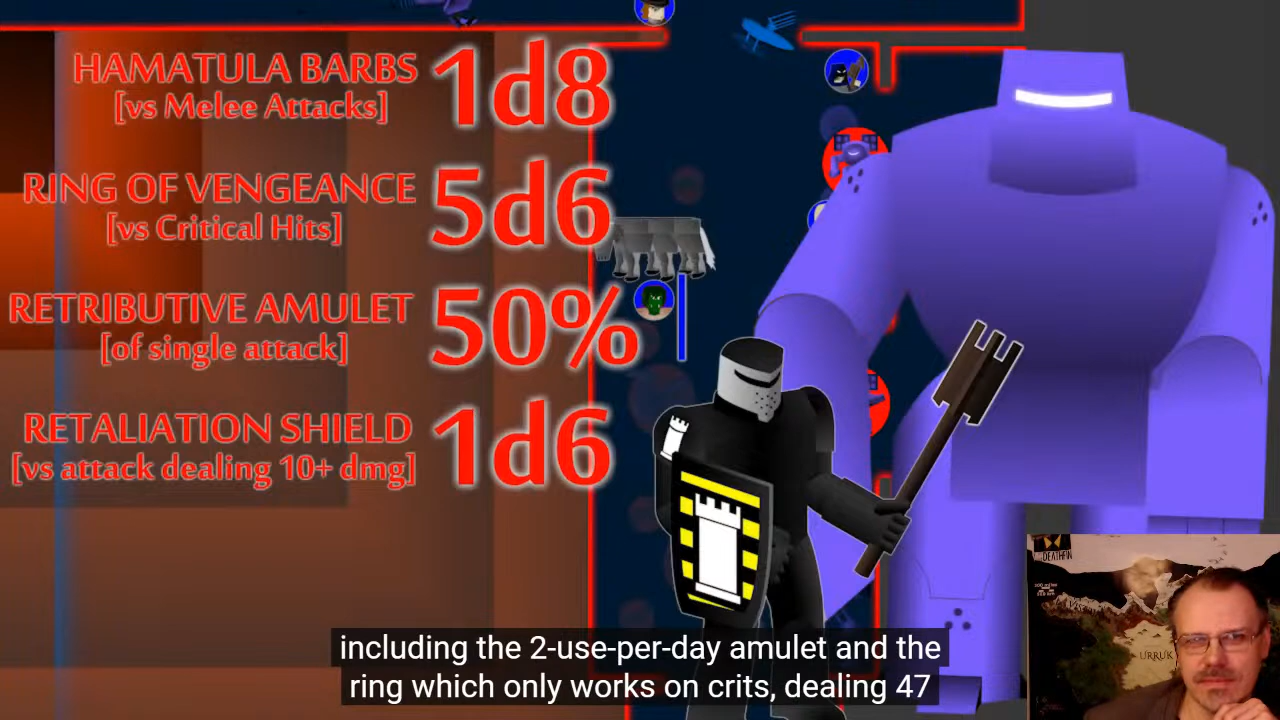 HAMATULA BARBS 1d8
[vs Melee Attacks]
RING OF VENGEANCE 5d6
[vs Critical Hits]
RETRIBUTIVE AMULET 50%
[of single attack]
RETALIATION SHIELD 1d6
[vs attack dealing 10+ dmg]
URRUK
including the 2-use-per-day amulet and the
ring which only works on crits, dealing 47